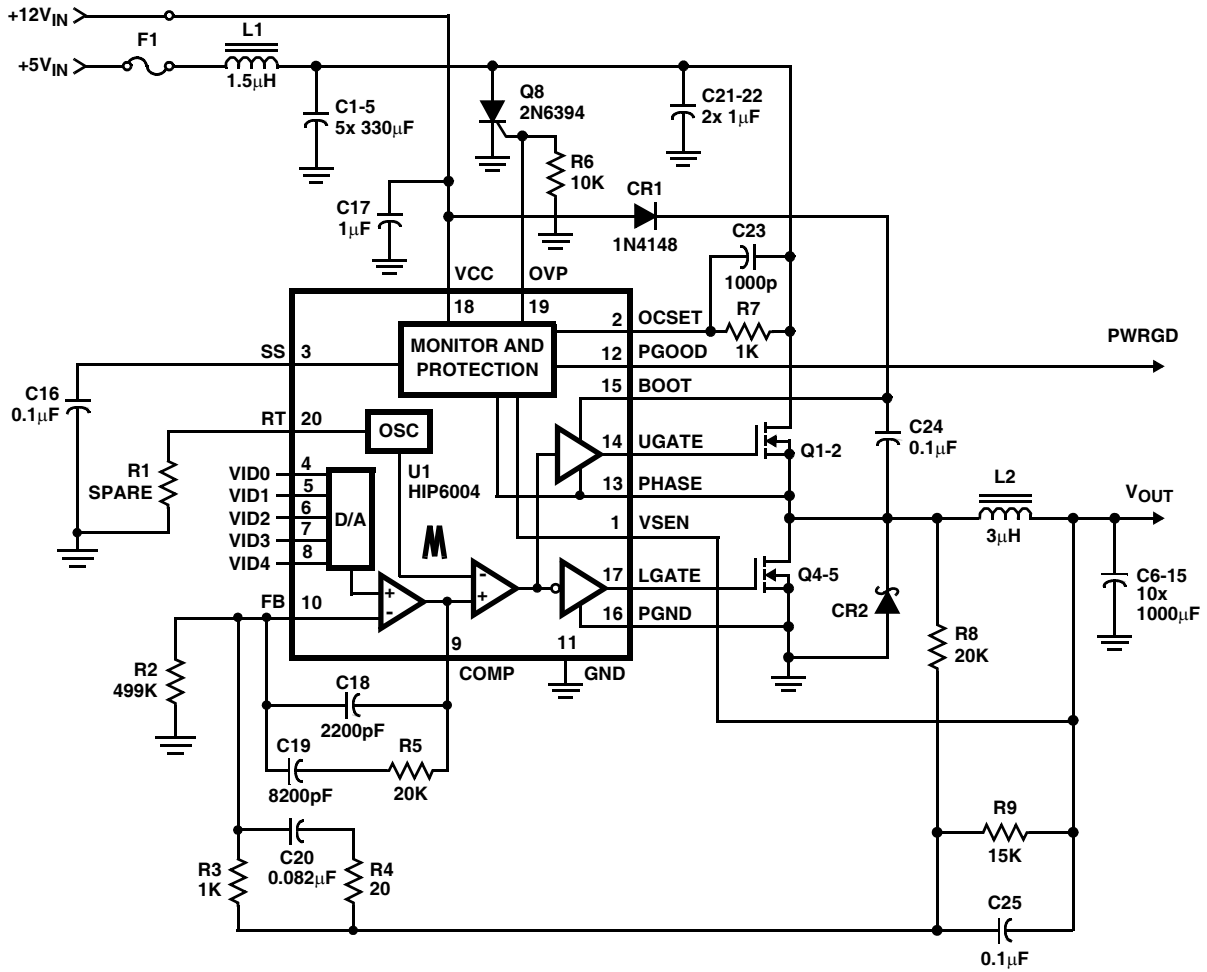 +12VIN
F1
L1
+5VIN
1.5μH
C1-5
5x 330μF
Q8
2N6394
C21-22
2x 1μF
R6
10K
CR1
C17
1μF
1N4148
C23
1000p
VCC
OVP
18
19
2
OCSET
R7
1K
PWRGD
MONITOR AND
PROTECTION
SS
3
12
PGOOD
15
BOOT
C16
0.1μF
RT
20
OSC
C24
0.1μF
14
UGATE
Q1-2
R1
SPARE
VID0
4
VID1
5
VID2
6
VID3
7
VID4
8
D/A
U1
HIP6004
13
PHASE
L2
VOUT
1
VSEN
3μH
+
-
-
+
17
LGATE
Q4-5
CR2
C6-15
10x
1000μF
FB
10
16
PGND
R8
20K
9
11
COMP
GND
R2
499K
C18
2200pF
C19
8200pF
R5
20K
R9
15K
C20
0.082μF
R3
1K
R4
20
C25
0.1μF